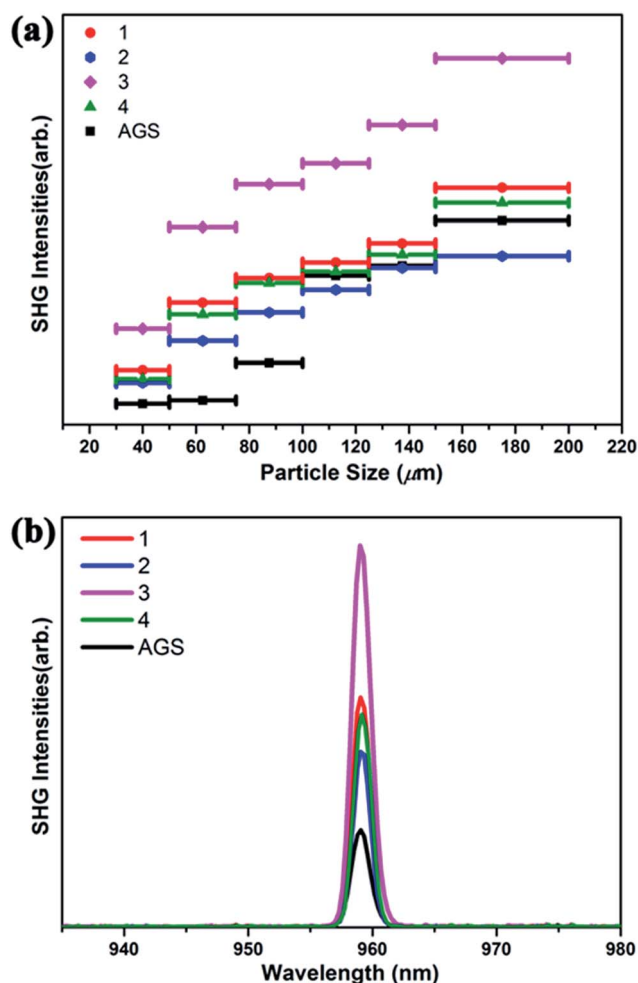 (a)
1
2
3
4
AGS
SHG Intensities(arb.)
20 40 60 80 100 120 140 160 180 200 220
Particle Size (μm)
(b)
1
2
3
4
AGS
SHG Intensities(arb.)
940 950 960 970 980
Wavelength (nm)